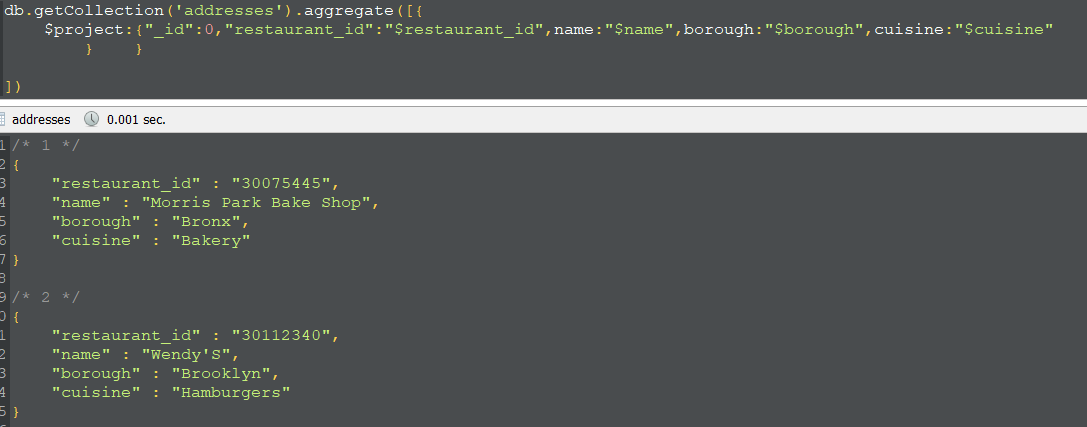 db.getCollection('addresses').aggregate([{
$project:{"_id":0,"restaurant_id":"$restaurant_id",name:"$name",borough:"$borough",cuisine:"$cuisine"
} }
])
addresses 0.001 sec.
1 /* 1 */
2 {
3 "restaurant_id" : "30075445",
4 "name" : "Morris Park Bake Shop",
5 "borough" : "Bronx",
6 "cuisine" : "Bakery"
7 }
8
9 /* 2 */
0 {
1 "restaurant_id" : "30112340",
2 "name" : "Wendy'S",
3 "borough" : "Brooklyn",
4 "cuisine" : "Hamburgers"
5 }